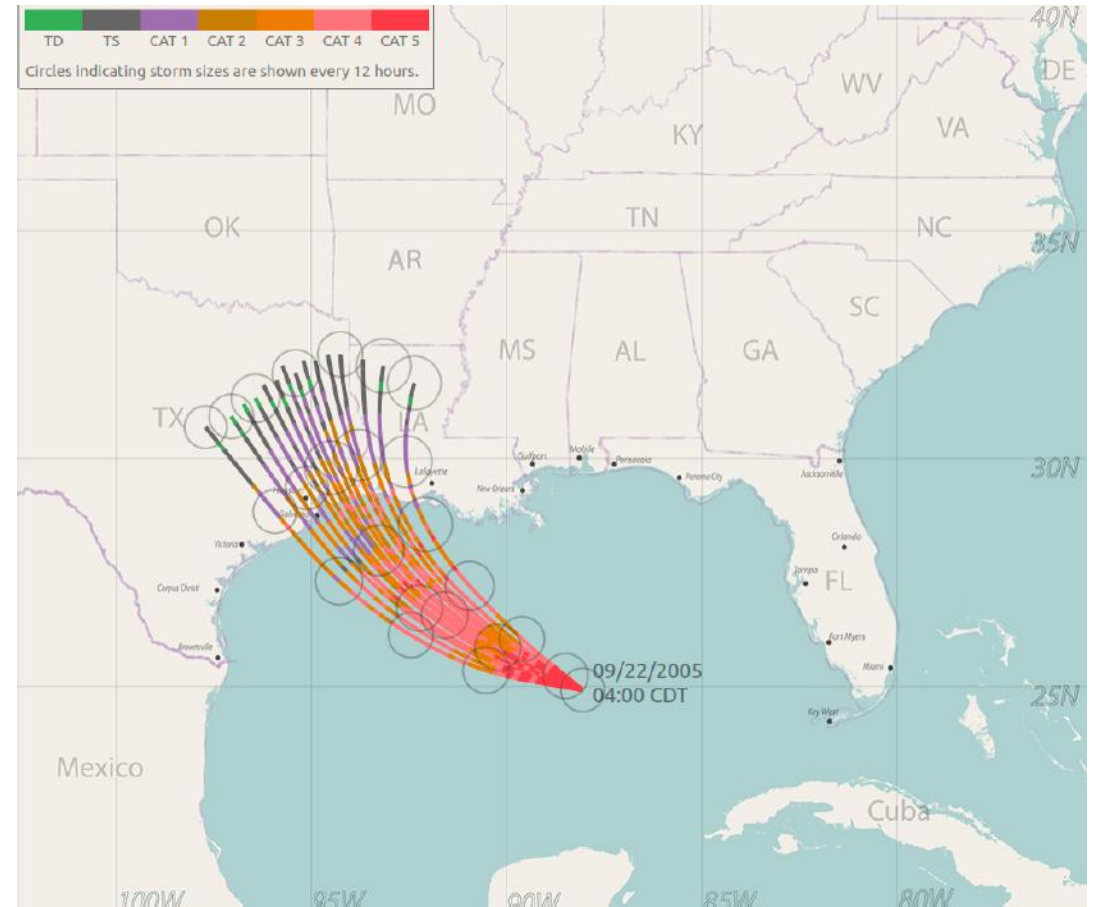 TD TS CAT 1 CAT 2 CAT 3 CAT 4 CAT 5
Circles indicating storm sizes are shown every 12 hours.
40N
DE
WV
MO
VA
KY
TN
OK
NC
35N
AR
SC
MS AL GA
TX
LA
Gulfport Mobile Pensacola
30N
Lafayette
New Orleans
Panama City
Jacksonville
Victoria
Orlando
Tampa
FL
Corpus Christi
Fort Myers
Brownsville
Miami
09/22/2005
04:00 CDT
25N
Key West
Mexico
Cuba
100W 95W 90W 85W 80W